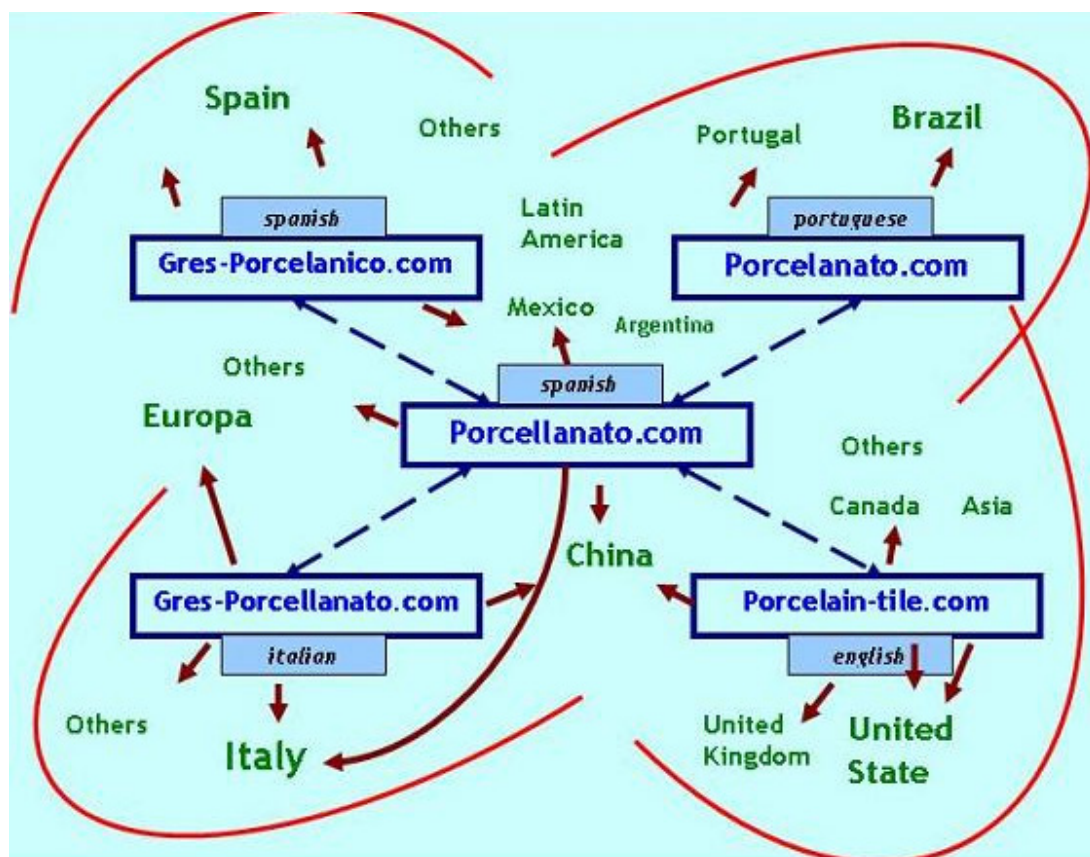 Spain
Others
Portugal
Brazil
spanish
Latin
America
portuguese
Gres-Porcelanico.com
Porcelanato.com
Mexico
Argentina
Others
spanish
Europa
Porcellanato.com
Others
Canada
Asia
China
Gres-Porcellanato.com
Porcelain-tile.com
italian
english
Others
Italy
United
Kingdom
United
State